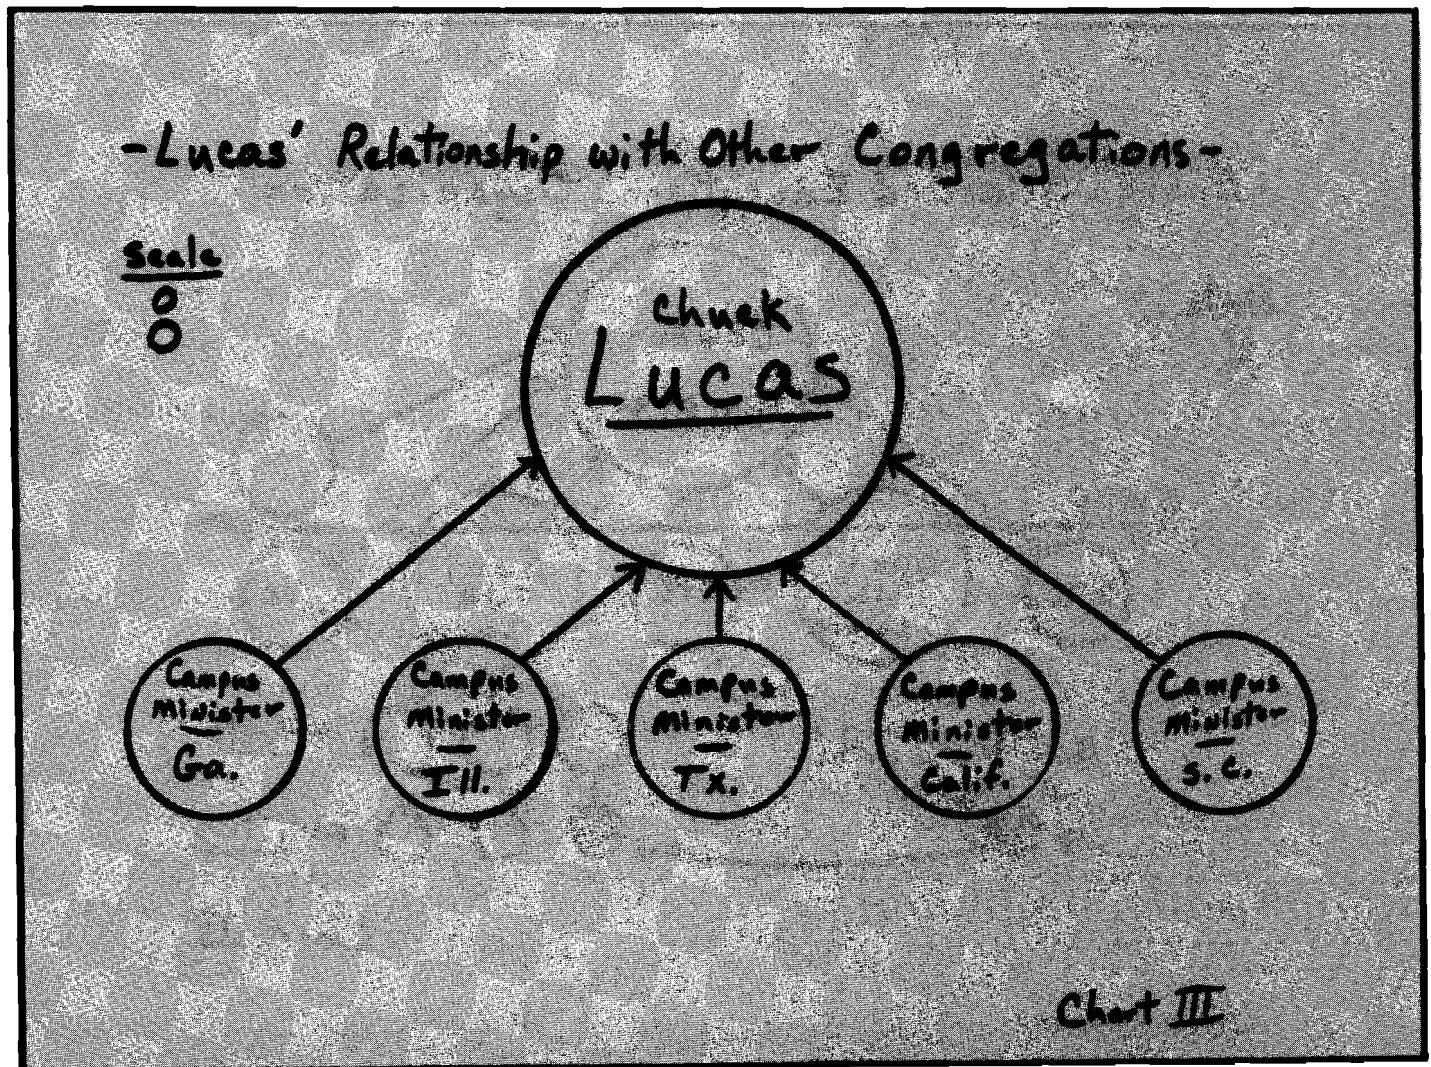 -Lucas' Relationship with Other Congregations-
Scale
Chuck
Lucas
Campus
Minister
Ga.
Campus
Minister
Ill.
Campus
Minister
Tx.
Campus
Minister
Calif.
Campus
Minister
S. C.
Chart III